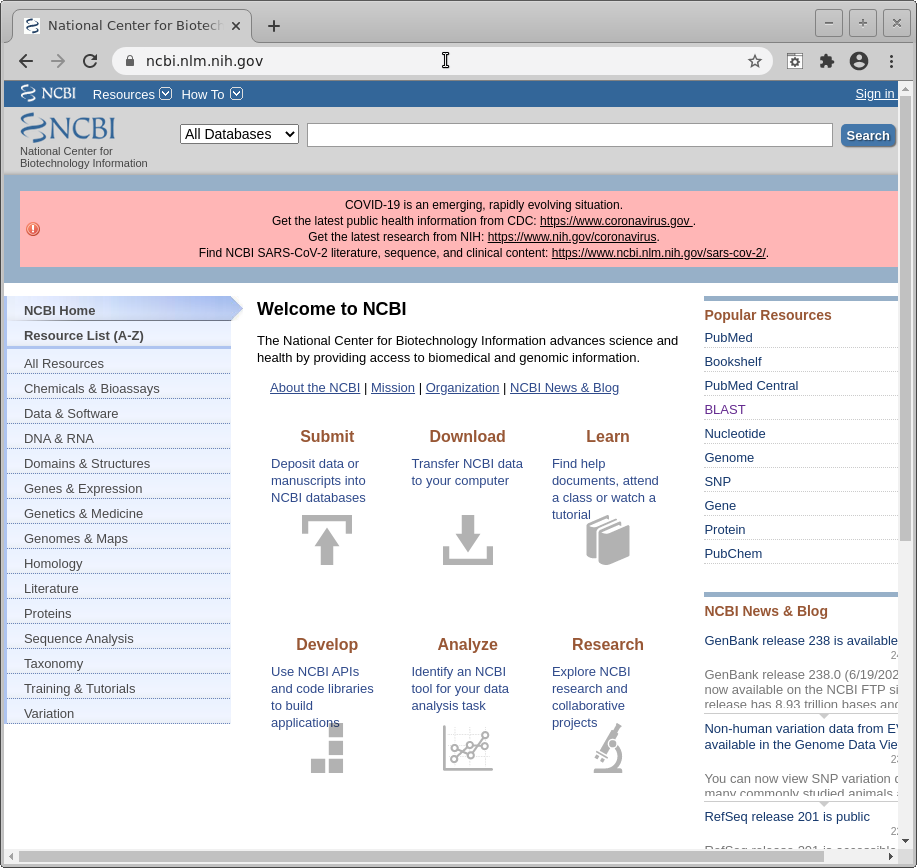 National Center for Biotech
ncbi.nlm.nih.gov
NCBI Resources How To Sign in
NCBI
National Center for
Biotechnology Information
All Databases
Search
COVID-19 is an emerging, rapidly evolving situation.
Get the latest public health information from CDC: https://www.coronavirus.gov .
Get the latest research from NIH: https://www.nih.gov/coronavirus.
Find NCBI SARS-CoV-2 literature, sequence, and clinical content: https://www.ncbi.nlm.nih.gov/sars-cov-2/.
NCBI Home
Resource List (A-Z)
All Resources
Chemicals & Bioassays
Data & Software
DNA & RNA
Domains & Structures
Genes & Expression
Genetics & Medicine
Genomes & Maps
Homology
Literature
Proteins
Sequence Analysis
Taxonomy
Training & Tutorials
Variation
Welcome to NCBI
The National Center for Biotechnology Information advances science and
health by providing access to biomedical and genomic information.
About the NCBI | Mission | Organization | NCBI News & Blog
Submit
Deposit data or
manuscripts into
NCBI databases
Download
Transfer NCBI data
to your computer
Learn
Find help
documents, attend
a class or watch a
tutorial
Develop
Use NCBI APIs
and code libraries
to build
applications
Analyze
Identify an NCBI
tool for your data
analysis task
Research
Explore NCBI
research and
collaborative
projects
Popular Resources
PubMed
Bookshelf
PubMed Central
BLAST
Nucleotide
Genome
SNP
Gene
Protein
PubChem
NCBI News & Blog
GenBank release 238 is available
GenBank release 238.0 (6/19/202
now available on the NCBI FTP si
release has 8.93 trillion bases and
Non-human variation data from EV
available in the Genome Data Vie
You can now view SNP variation
many commonly studied animals
RefSeq release 201 is public